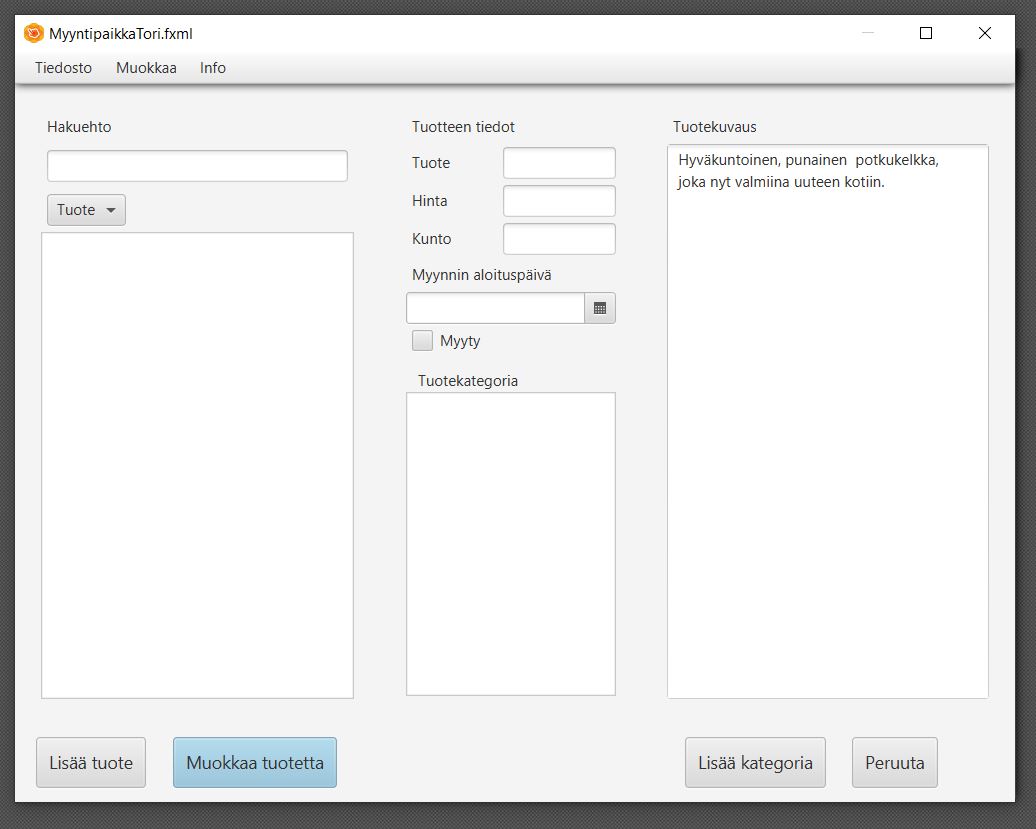 MyyntipaikkaTori.fxml
Tiedosto Muokkaa Info
Hakuehto
Tuote
Tuotteen tiedot
Tuote
Hinta
Kunto
Myynnin aloituspäivä
Myyty
Tuotekategoria
Tuotekuvaus
Hyväkuntoinen, punainen  potkukelkka,
joka nyt valmiina uuteen kotiin.
Lisää tuote
Muokkaa tuotetta
Lisää kategoria
Peruuta